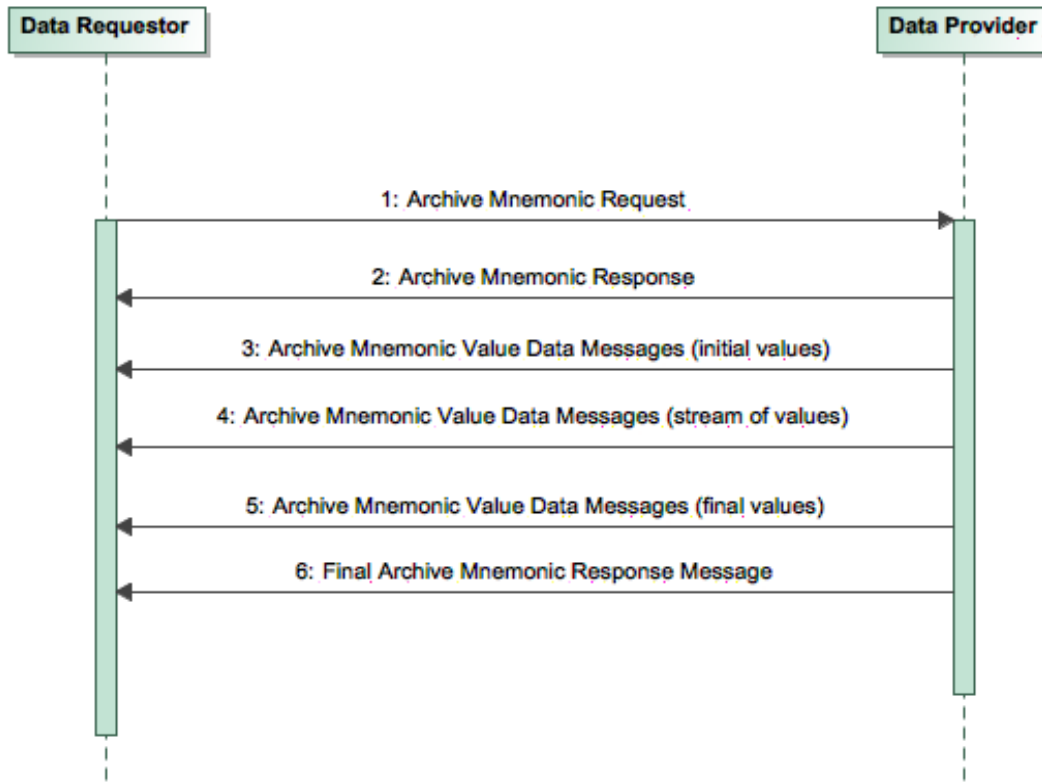 Data Requestor
Data Provider
1: Archive Mnemonic Request
2: Archive Mnemonic Response
3: Archive Mnemonic Value Data Messages (initial values)
4: Archive Mnemonic Value Data Messages (stream of values)
5: Archive Mnemonic Value Data Messages (final values)
6: Final Archive Mnemonic Response Message